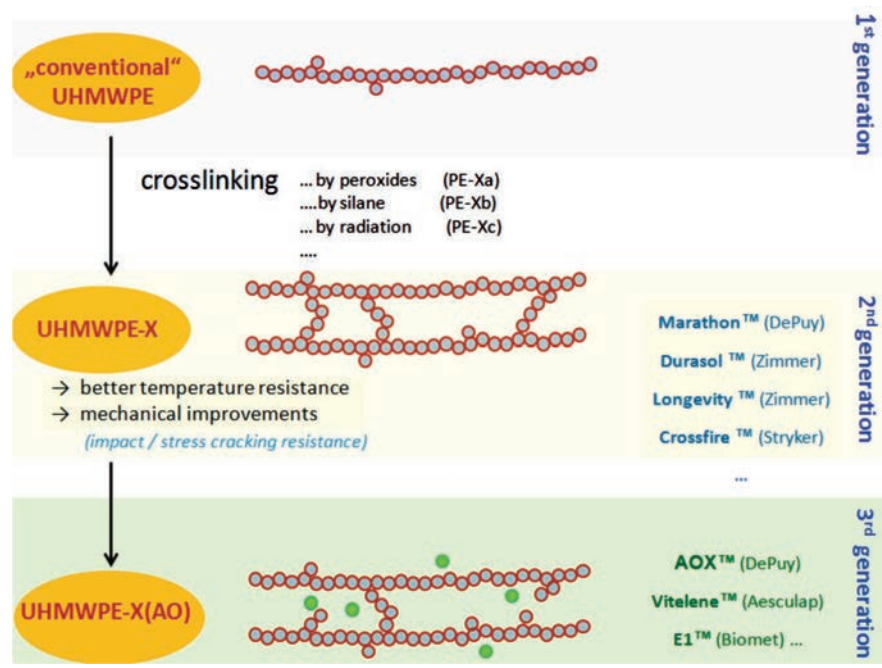 1st generation
„conventional“
UHMWPE
crosslinking
... by peroxides (PE-Xa)
....by silane (PE-Xb)
... by radiation (PE-Xc)
....
2nd generation
UHMWPE-X
→ better temperature resistance
→ mechanical improvements
(impact / stress cracking resistance)
Marathon™ (DePuy)
Durasol ™ (Zimmer)
Longevity ™ (Zimmer)
Crossfire ™ (Stryker)
...
3rd generation
UHMWPE-X(AO)
AOX™ (DePuy)
Vitelene™ (Aesculap)
E1™ (Biomet) ...